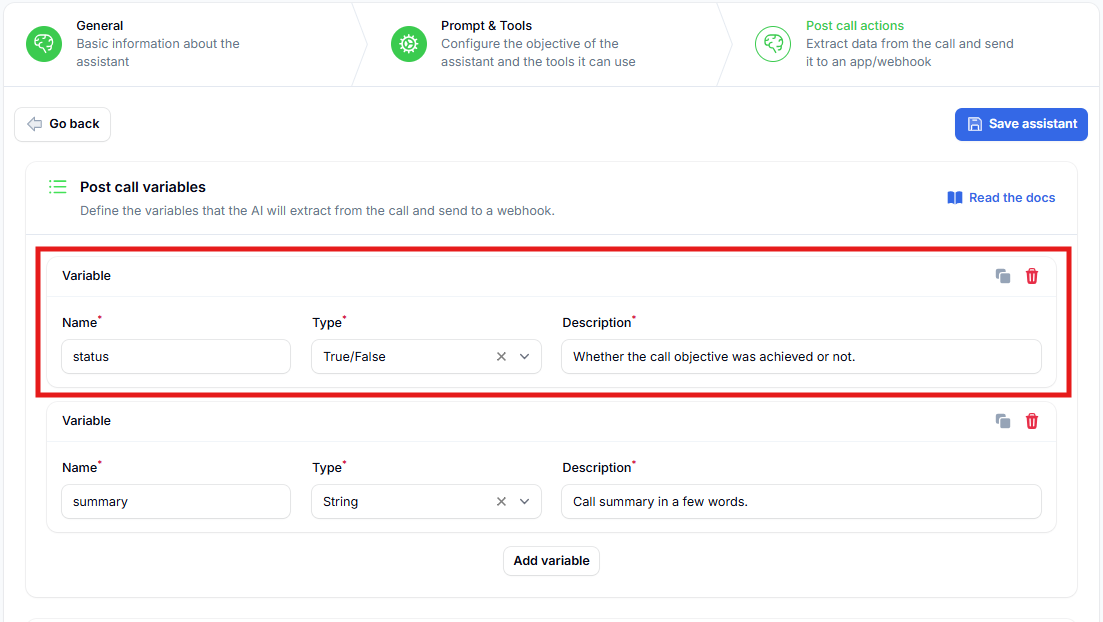 General
Basic information about the
assistant
Prompt & Tools
Configure the objective of the
assistant and the tools it can use
Post call actions
Extract data from the call and send
it to an app/webhook
Go back
Save assistant
Post call variables
Define the variables that the AI will extract from the call and send to a webhook.
Read the docs
Variable
Name* Type* Description*
status True/False Whether the call objective was achieved or not.
Variable
Name* Type* Description*
summary String Call summary in a few words.
Add variable